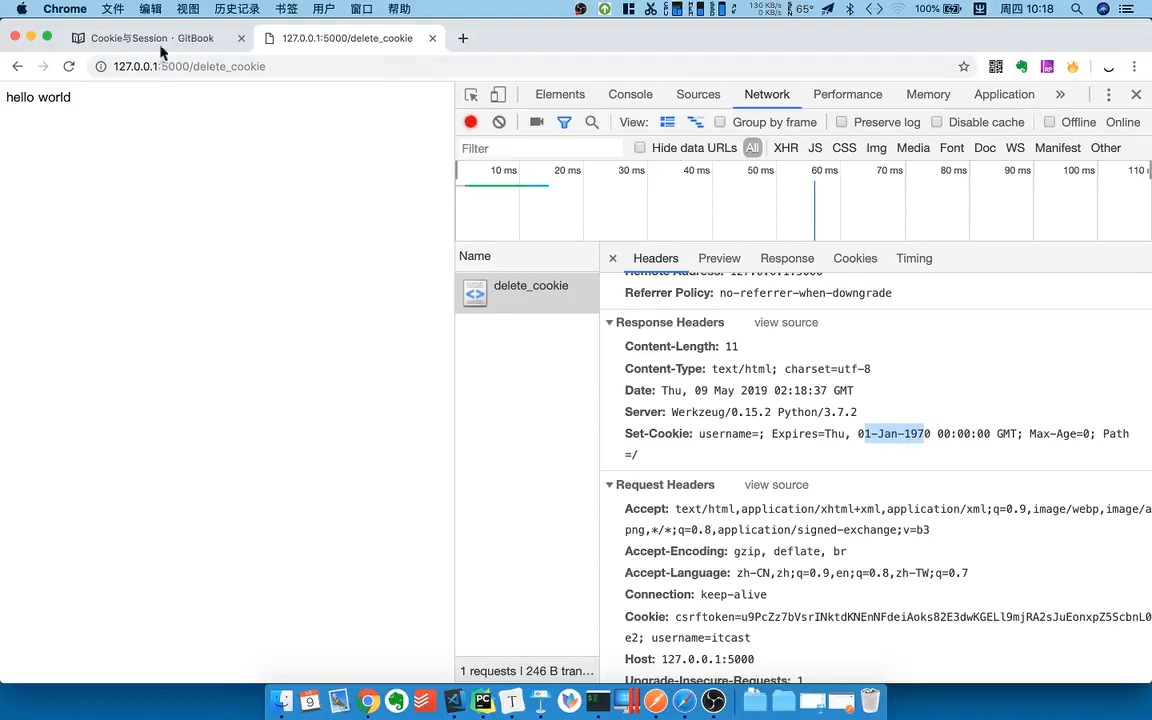 Chrome 文件 编辑 视图 历史记录 书签 用户 窗口 帮助 65° 100% 周四 10:18
Cookie与Session · GitBook 127.0.0.1:5000/delete_cookie
127.0.0.1:5000/delete_cookie
hello world
Elements Console Sources Network Performance Memory Application
View: Group by frame Preserve log Disable cache Offline Online
Filter Hide data URLs All XHR JS CSS Img Media Font Doc WS Manifest Other
10 ms 20 ms 30 ms 40 ms 50 ms 60 ms 70 ms 80 ms 90 ms 100 ms 110
Name Headers Preview Response Cookies Timing
delete_cookie
Remote Address: 127.0.0.1:5000
Referrer Policy: no-referrer-when-downgrade
Response Headers view source
Content-Length: 11
Content-Type: text/html; charset=utf-8
Date: Thu, 09 May 2019 02:18:37 GMT
Server: Werkzeug/0.15.2 Python/3.7.2
Set-Cookie: username=; Expires=Thu, 01-Jan-1970 00:00:00 GMT; Max-Age=0; Path
=/
Request Headers view source
Accept: text/html,application/xhtml+xml,application/xml;q=0.9,image/webp,image/a
png,*/*;q=0.8,application/signed-exchange;v=b3
Accept-Encoding: gzip, deflate, br
Accept-Language: zh-CN,zh;q=0.9,en;q=0.8,zh-TW;q=0.7
Connection: keep-alive
Cookie: csrftoken=u9PcZz7bVsrINktdKNEnNFdeiAoks82E3dwKGELl9mjRA2sJuEonxpZ5ScbnL0
e2; username=itcast
Host: 127.0.0.1:5000
Upgrade-Insecure-Requests: 1
1 requests | 246 B tran...